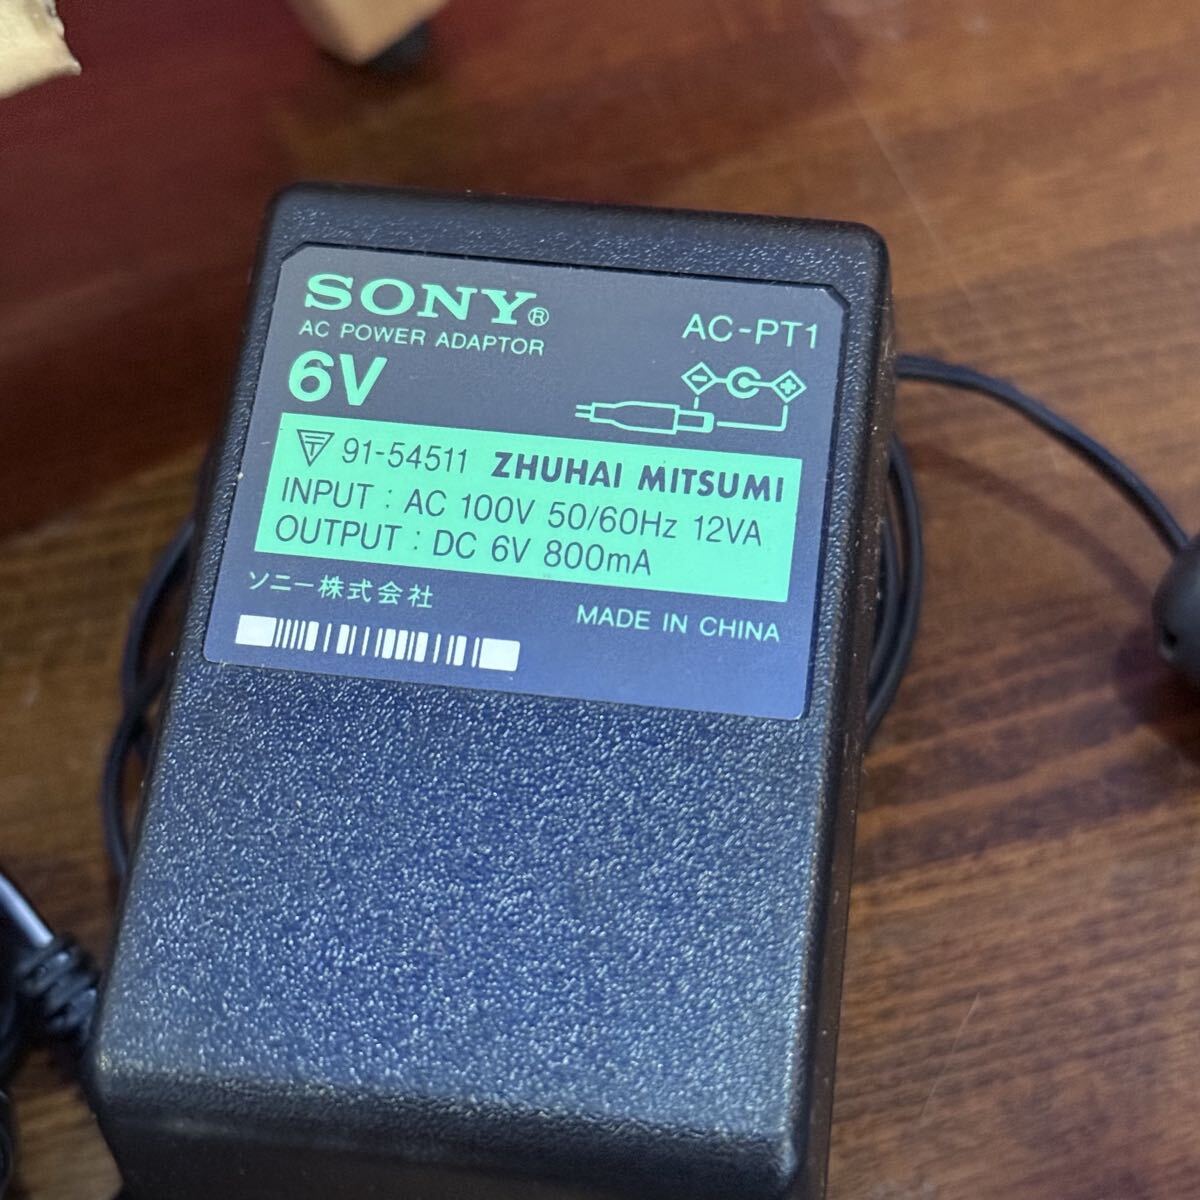 SONY®
AC POWER ADAPTOR
AC-PT1
6V
91-54511 ZHUHAI MITSUMI
INPUT : AC 100V 50/60Hz 12VA
OUTPUT : DC 6V 800mA
ソニー株式会社
MADE IN CHINA